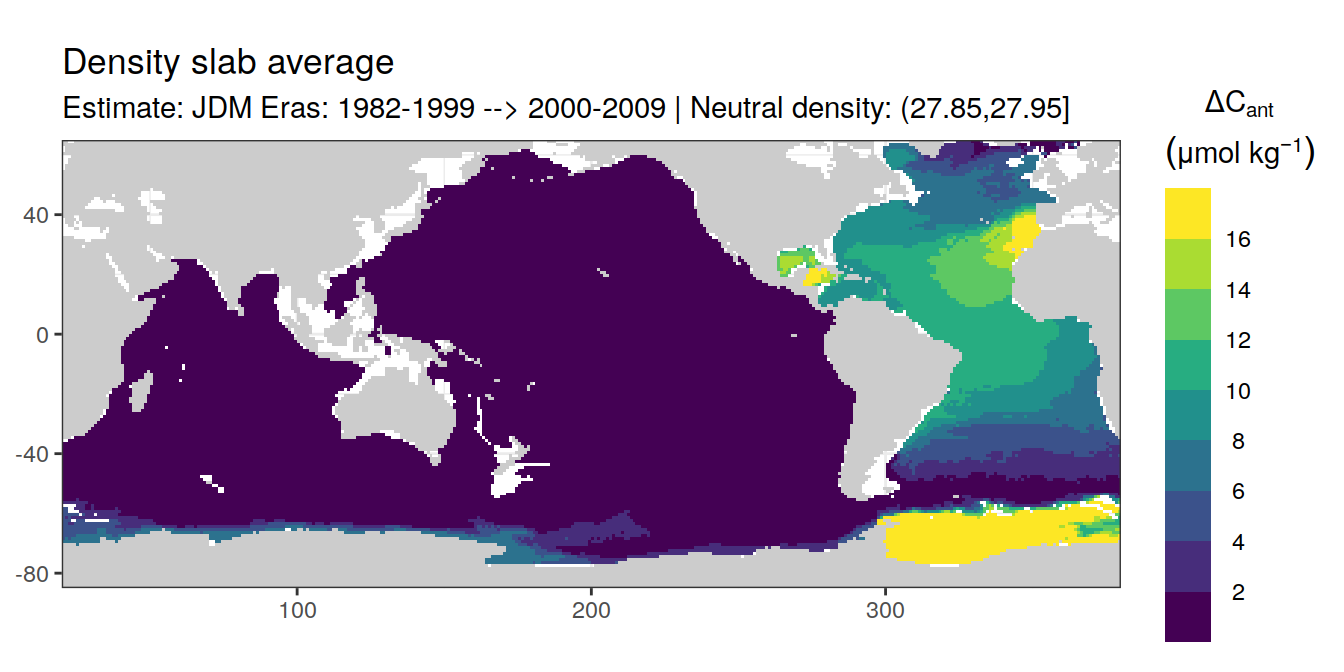 Density slab average
Estimate: JDM Eras: 1982-1999 --> 2000-2009 | Neutral density: (27.85,27.95]
ΔCant
(μmol kg⁻¹)
16
14
12
10
8
6
4
2
40
0
-40
-80
100 200 300